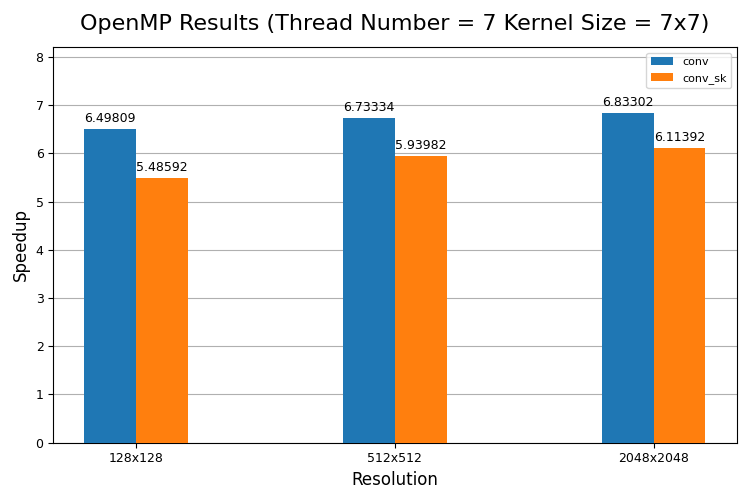 OpenMP Results (Thread Number = 7 Kernel Size = 7x7)
8
7
6
5
4
3
2
1
0
Speedup
conv
conv_sk
6.49809
5.48592
6.73334
5.93982
6.83302
6.11392
128x128
512x512
2048x2048
Resolution